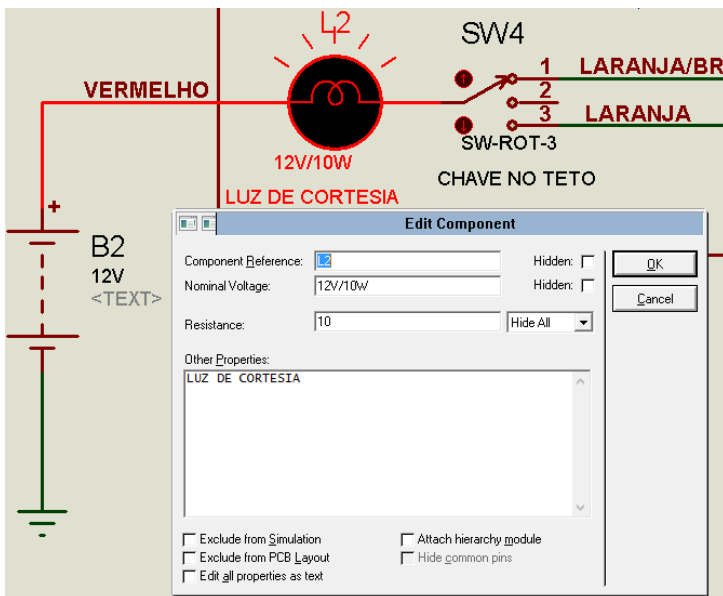 L2
SW4
1 LARANJA/BR
VERMELHO
2
3 LARANJA
SW-ROT-3
12V/10W
CHAVE NO TETO
LUZ DE CORTESIA
+
B2
12V
<TEXT>
Edit Component
Component Reference: L2 Hidden:
OK
Nominal Voltage: 12V/10W Hidden:
Cancel
Resistance: 10 Hide All
Other Properties:
LUZ DE CORTESIA
Exclude from Simulation Attach hierarchy module
Exclude from PCB Layout Hide common pins
Edit all properties as text